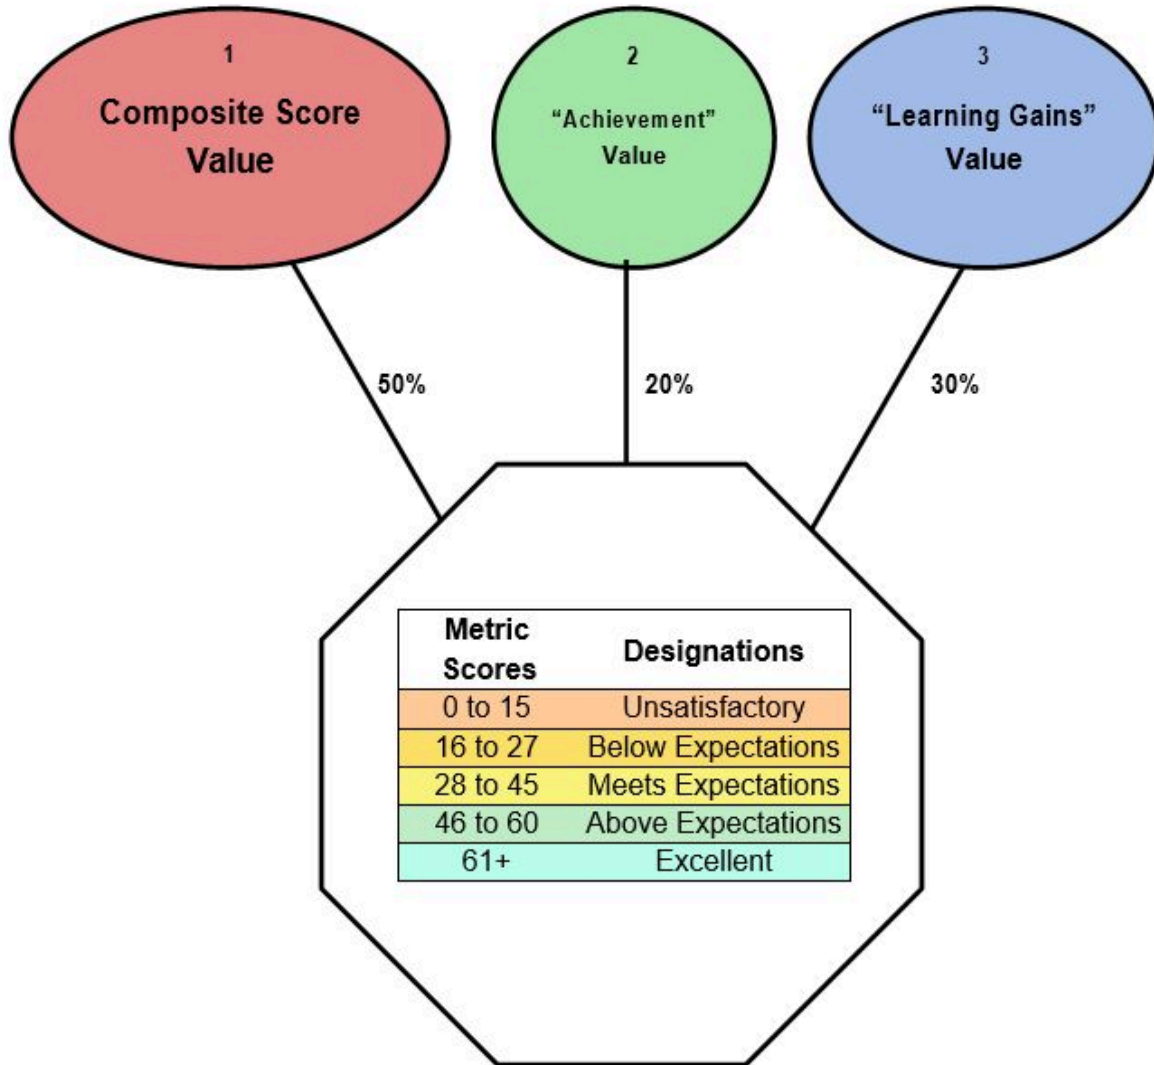 1
Composite Score
Value
2
“Achievement”
Value
3
“Learning Gains”
Value
50%
20%
30%
Metric
Scores
Designations
0 to 15 Unsatisfactory
16 to 27 Below Expectations
28 to 45 Meets Expectations
46 to 60 Above Expectations
61+ Excellent